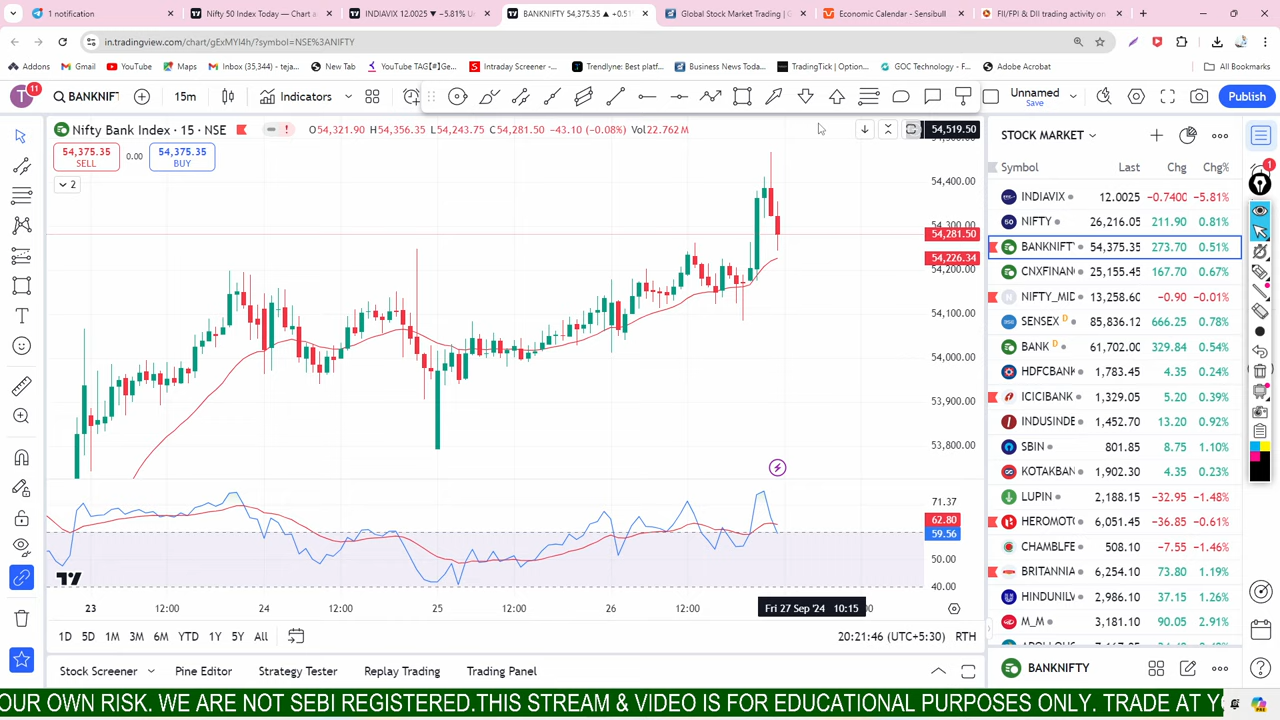 1 notification
Nifty 50 Index Today – Chart a
INDIAVIX 12.0025 ▼ −5.81%
BANKNIFTY 54,375.35 ▲ +0.51
Global Stock Market Trading | G
Economic Calendar - Sensibull
FII/FPI & DII trading activity on
in.tradingview.com/chart/gExMYl4h/?symbol=NSE%3ANIFTY
Addons
Gmail
YouTube
Maps
Inbox (35,344) - teja...
New Tab
YouTube TAG[★]Ge...
Intraday Screener -...
Trendlyne: Best platf...
Business News Toda...
TradingTick | Option...
GOC Technology - F...
Adobe Acrobat
All Bookmarks
T 11
BANKNIFT
15m
Indicators
Unnamed
Save
Publish
Nifty Bank Index · 15 · NSE
O54,321.90 H54,356.35 L54,243.75 C54,281.50
10 (−0.08%) Vol22.762M
54,375.35
SELL
0.00
54,375.35
BUY
2
54,519.50
54,400.00
54,281.50
54,226.34
54,200.00
54,100.00
54,000.00
53,900.00
53,800.00
71.37
62.80
59.56
50.00
40.00
23
12:00
24
12:00
25
12:00
26
12:00
Fri 27 Sep '24 10:15
1D
5D
1M
3M
6M
YTD
1Y
5Y
All
20:21:46 (UTC+5:30)
RTH
Stock Screener
Pine Editor
Strategy Tester
Replay Trading
Trading Panel
STOCK MARKET
Symbol Last Chg Chg%
INDIAVIX 12.0025 −0.7400 −5.81%
NIFTY 26,216.05 211.90 0.81%
BANKNIFTY 54,375.35 273.70 0.51%
CNXFINAN 25,155.45 167.70 0.67%
NIFTY_MID 13,258.60 −0.90 −0.01%
SENSEX D 85,836.12 666.25 0.78%
BANK D 61,702.00 329.84 0.54%
HDFCBANK 1,783.45 4.35 0.24%
ICICIBANK 1,329.05 5.20 0.39%
INDUSINDE 1,452.70 13.20 0.92%
SBIN 801.85 8.75 1.10%
KOTAKBAN 1,902.30 4.35 0.23%
LUPIN 2,188.15 −32.95 −1.48%
HEROMOTO 6,051.45 −36.85 −0.61%
CHAMBLFE 508.10 −7.55 −1.46%
BRITANNIA 6,254.10 73.80 1.19%
HINDUNILV 2,986.10 37.15 1.26%
M_M 3,181.10 90.05 2.91%
BANKNIFTY
1
OUR OWN RISK. WE ARE NOT SEBI REGISTERED.THIS STREAM & VIDEO IS FOR EDUCATIONAL PURPOSES ONLY. TRADE AT YO